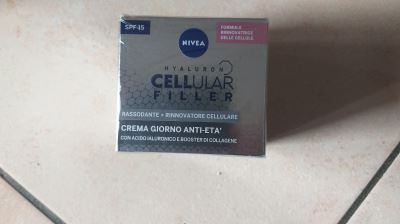 SPF 15
NIVEA
FORMULA
RINNOVATRICE
DELLE CELLULE
HYALURON
CELLULAR
FILLER
RASSODANTE + RINNOVATORE CELLULARE
CREMA GIORNO ANTI-ETA'
CON ACIDO IALURONICO E BOOSTER DI COLLAGENE